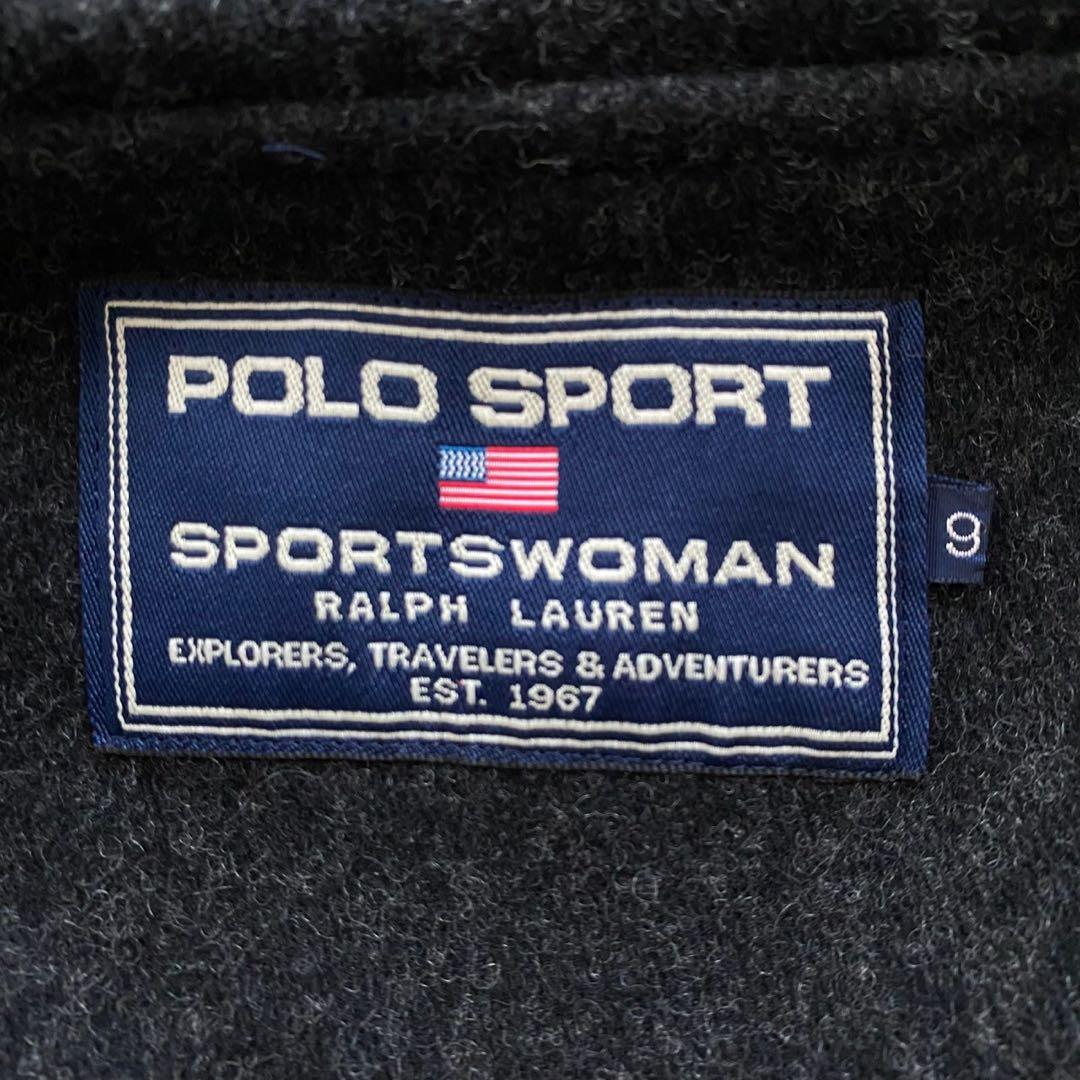 POLO SPORT
SPORTSWOMAN
RALPH LAUREN
EXPLORERS, TRAVELERS & ADVENTURERS
EST. 1967
9